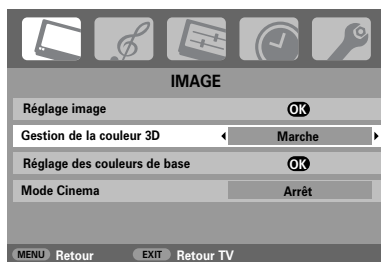 IMAGE
Réglage image OK
Gestion de la couleur 3D Marche
Réglage des couleurs de base OK
Mode Cinema Arrêt
MENU Retour EXIT Retour TV